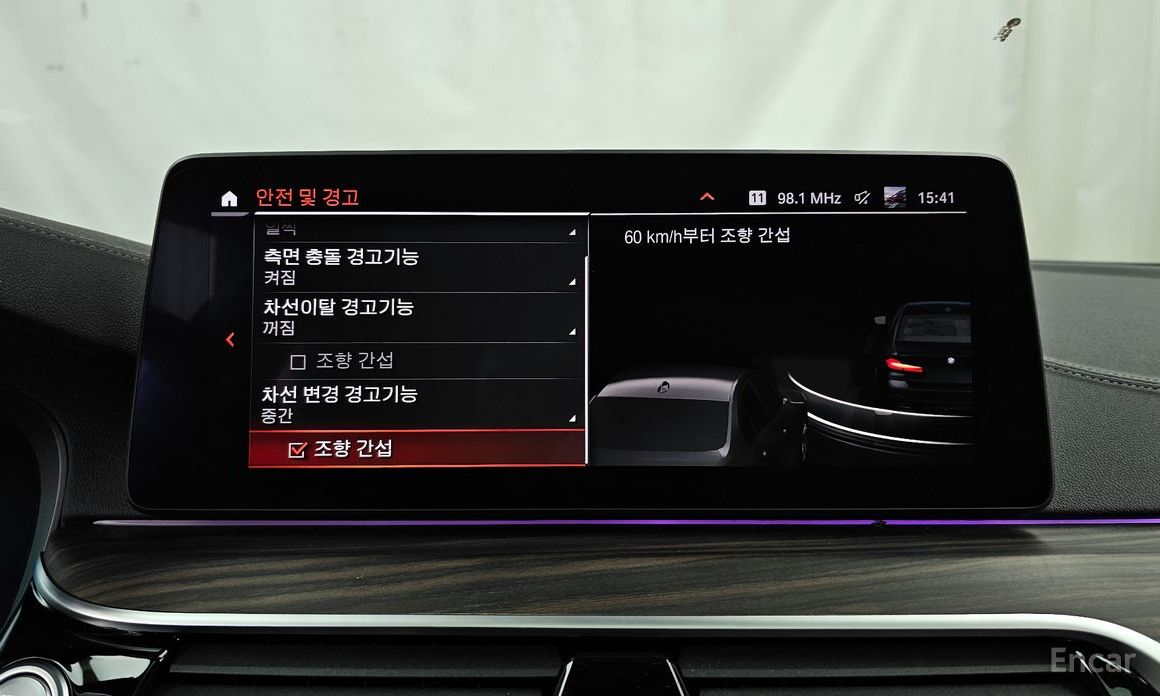 안전 및 경고
11 98.1 MHz 15:41
측면 충돌 경고기능
켜짐
차선이탈 경고기능
꺼짐
조향 간섭
차선 변경 경고기능
중간
조향 간섭
60 km/h부터 조향 간섭
Encar